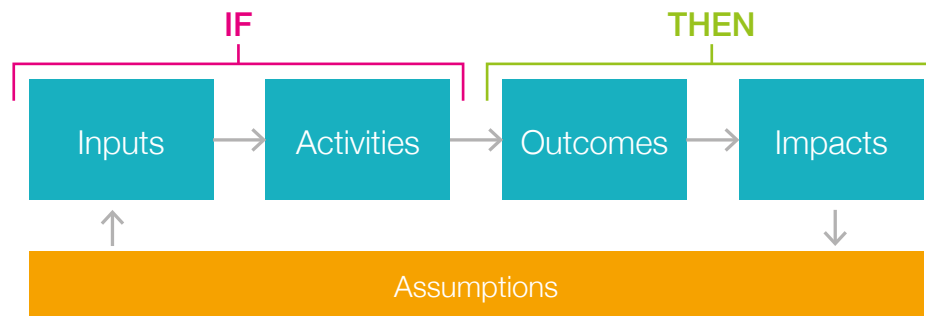 IF
THEN
Inputs
Activities
Outcomes
Impacts
Assumptions